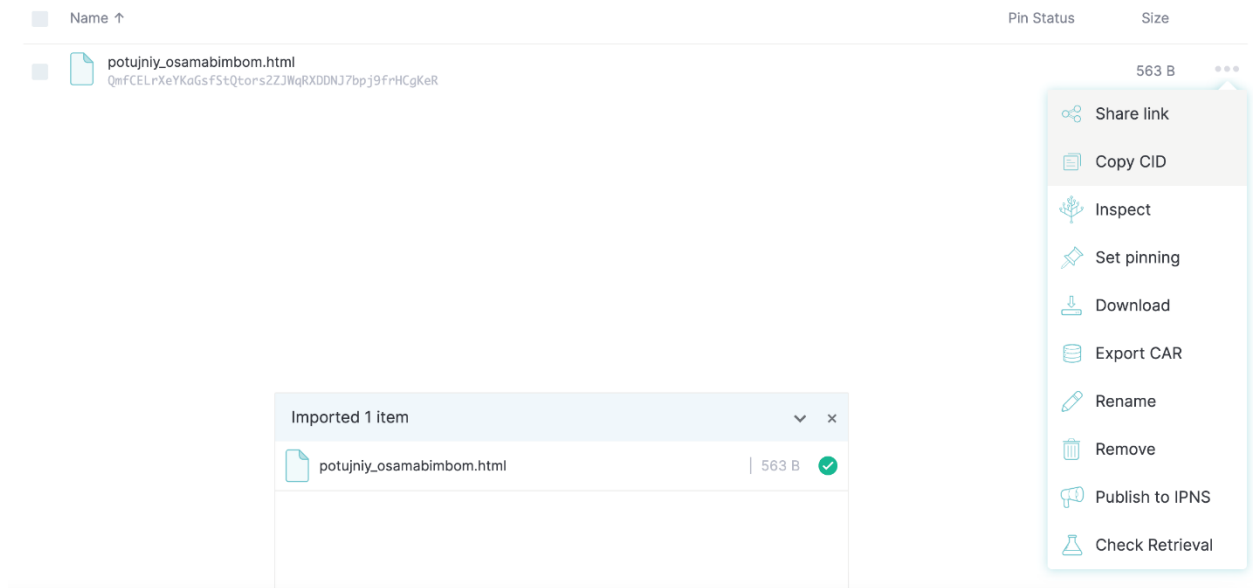 Name ↑ Pin Status Size
potujniy_osamabimbom.html
QmfCELrXeYKaGsfStQtors2ZJWqRXDDNJ7bpj9frHCgKeR
563 B
Share link
Copy CID
Inspect
Set pinning
Download
Export CAR
Rename
Remove
Publish to IPNS
Check Retrieval
Imported 1 item
potujniy_osamabimbom.html 563 B